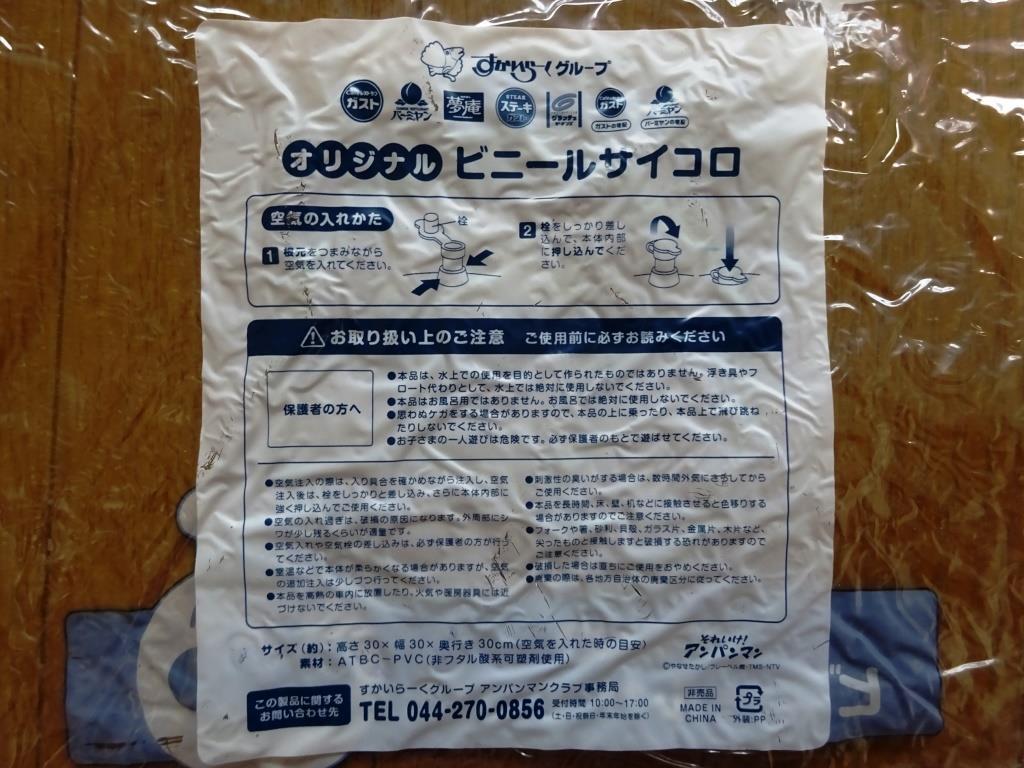 すかいらーくグループ
ガスト バーミヤン 夢庵 STEAK ステーキガスト グラッチェガーデンズ ガスト ガストの宅配 バーミヤン バーミヤンの宅配
オリジナル ビニールサイコロ
空気の入れかた
1 根元をつまみながら
空気を入れてください。
栓
2 栓をしっかり差し
込んで、本体内部
に押し込んでくだ
さい。
お取り扱い上のご注意 ご使用前に必ずお読みください
保護者の方へ
●本品は、水上での使用を目的として作られたものではありません。浮き具やフ
ロート代わりとして、水上では絶対に使用しないでください。
●本品はお風呂用ではありません。お風呂では絶対に使用しないでください。
●思わぬケガをする場合がありますので、本品の上に乗ったり、本品上で飛び跳ね
たりしないでください。
●お子さまの一人遊びは危険です。必ず保護者のもとで遊ばせてください。
●空気注入の際は、入り具合を確かめながら注入し、空気
注入後は、栓をしっかりと差し込み、さらに本体内部に
強く押し込んでご使用ください。
●空気の入れ過ぎは、破損の原因になります。外周部にシ
ワが少し残るくらいが適量です。
●空気入れや空気栓の差し込みは、必ず保護者の方が行っ
てください。
●室温などで本体が柔らかくなる場合がありますが、空気
の追加注入は少しづつ行ってください。
●本品を高熱の車内に放置したり、火気や暖房器具には近
づけないでください。
●刺激性の臭いがする場合は、数時間外気にさらしてから
ご使用ください。
●本品を長時間、床、壁、机などに接触させると色移りする
場合がありますのでご注意ください。
●フォークや箸、砂利、貝殻、ガラス片、金属片、木片など、
尖ったものと接触しますと破損する恐れがありますので
ご注意ください。
●破損した場合は直ちにご使用をおやめください。
●廃棄の際は、各地方自治体の廃棄区分に従ってください。
サイズ(約):高さ30×幅30×奥行き30cm(空気を入れた時の目安)
素材:ATBC-PVC(非フタル酸系可塑剤使用)
それいけ!
アンパンマン
©やなせたかし/フレーベル館・TMS・NTV
この製品に関する
お問い合わせ先
すかいらーくグループ アンパンマンクラブ事務局
TEL 044-270-0856 受付時間 10:00～17:00
(土・日・祝祭日・年末年始を除く)
非売品
MADE IN
CHINA
プラ
外装:PP